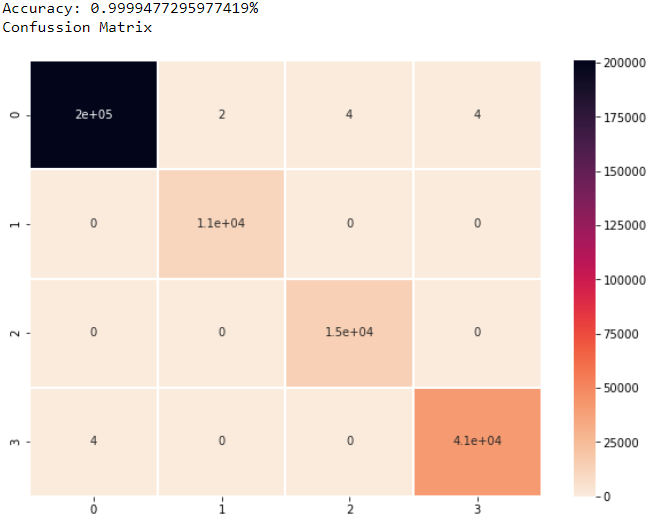 Accuracy: 0.9999477295977419%
Confussion Matrix
200000
0 2e+05 2 4 4
175000
150000
1 0 1.1e+04 0 0
125000
100000
2 0 0 1.5e+04 0
75000
50000
3 4 0 0 4.1e+04
25000
0
0 1 2 3